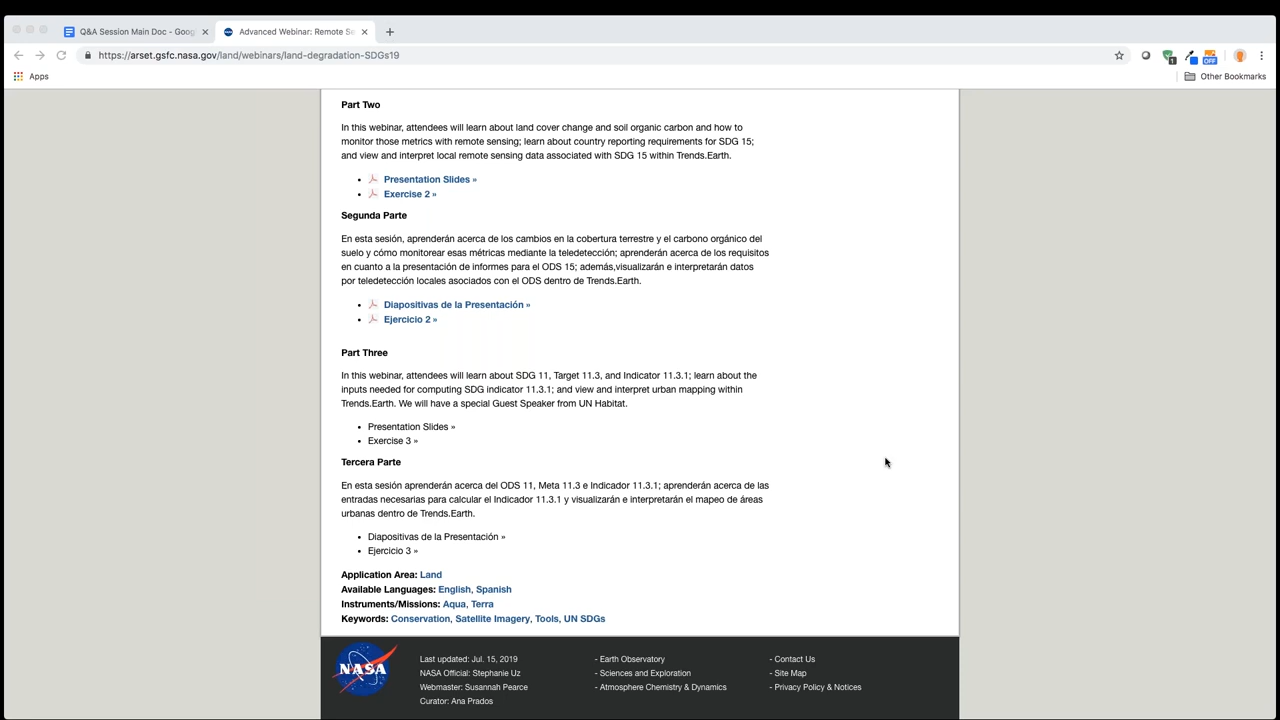 Q&A Session Main Doc - Goog
Advanced Webinar: Remote Se
https://arset.gsfc.nasa.gov/land/webinars/land-degradation-SDGs19
1
OFF
Apps
Other Bookmarks
Part Two
In this webinar, attendees will learn about land cover change and soil organic carbon and how to
monitor those metrics with remote sensing; learn about country reporting requirements for SDG 15;
and view and interpret local remote sensing data associated with SDG 15 within Trends.Earth.
• Presentation Slides »
• Exercise 2 »
Segunda Parte
En esta sesión, aprenderán acerca de los cambios en la cobertura terrestre y el carbono orgánico del
suelo y cómo monitorear esas métricas mediante la teledetección; aprenderán acerca de los requisitos
en cuanto a la presentación de informes para el ODS 15; además,visualizarán e interpretarán datos
por teledetección locales asociados con el ODS dentro de Trends.Earth.
• Diapositivas de la Presentación »
• Ejercicio 2 »
Part Three
In this webinar, attendees will learn about SDG 11, Target 11.3, and Indicator 11.3.1; learn about the
inputs needed for computing SDG indicator 11.3.1; and view and interpret urban mapping within
Trends.Earth. We will have a special Guest Speaker from UN Habitat.
• Presentation Slides »
• Exercise 3 »
Tercera Parte
En esta sesión aprenderán acerca del ODS 11, Meta 11.3 e Indicador 11.3.1; aprenderán acerca de las
entradas necesarias para calcular el Indicador 11.3.1 y visualizarán e interpretarán el mapeo de áreas
urbanas dentro de Trends.Earth.
• Diapositivas de la Presentación »
• Ejercicio 3 »
Application Area: Land
Available Languages: English, Spanish
Instruments/Missions: Aqua, Terra
Keywords: Conservation, Satellite Imagery, Tools, UN SDGs
NASA
Last updated: Jul. 15, 2019
NASA Official: Stephanie Uz
Webmaster: Susannah Pearce
Curator: Ana Prados
- Earth Observatory
- Sciences and Exploration
- Atmosphere Chemistry & Dynamics
- Contact Us
- Site Map
- Privacy Policy & Notices